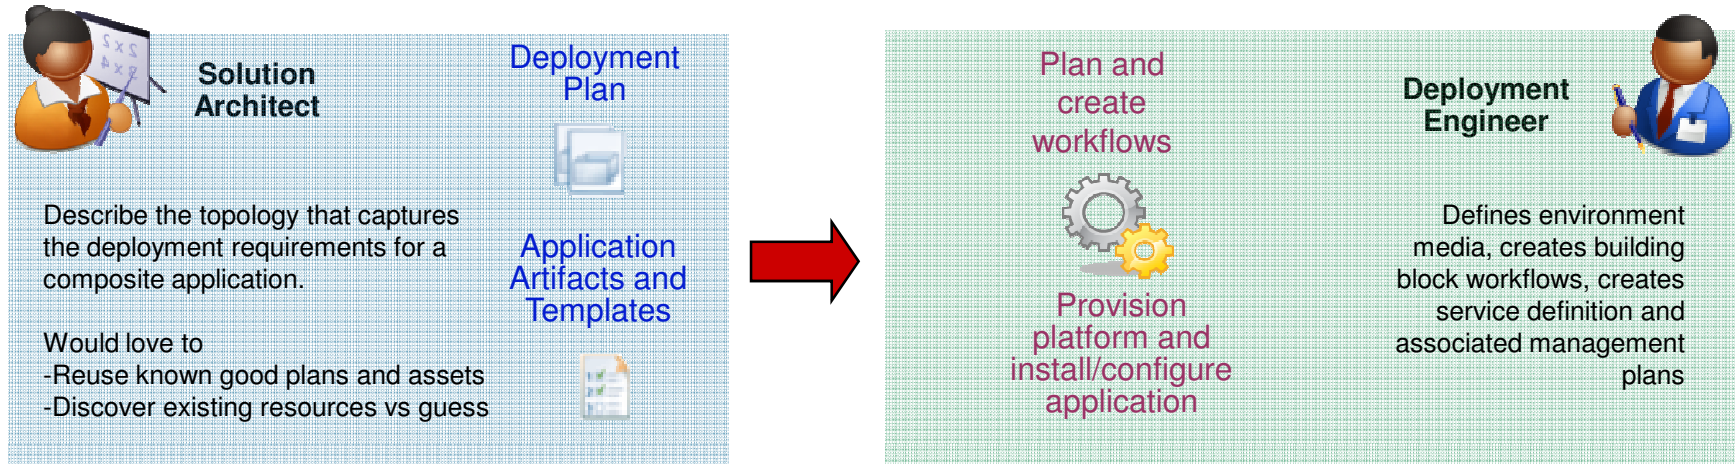 Solution
Architect
Deployment
Plan
Describe the topology that captures
the deployment requirements for a
composite application.
Application
Artifacts and
Templates
Would love to
-Reuse known good plans and assets
-Discover existing resources vs guess
Plan and
create
workflows
Provision
platform and
install/configure
application
Deployment
Engineer
Defines environment
media, creates building
block workflows, creates
service definition and
associated management
plans